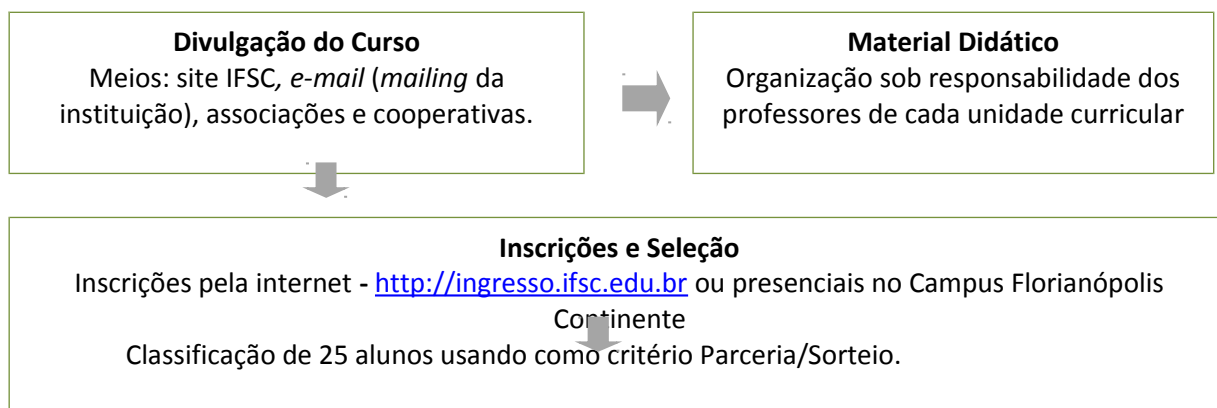 Divulgação do Curso
Meios: site IFSC, e-mail (mailing da
instituição), associações e cooperativas.
Material Didático
Organização sob responsabilidade dos
professores de cada unidade curricular
Inscrições e Seleção
Inscrições pela internet - http://ingresso.ifsc.edu.br ou presenciais no Campus Florianópolis
Continente
Classificação de 25 alunos usando como critério Parceria/Sorteio.